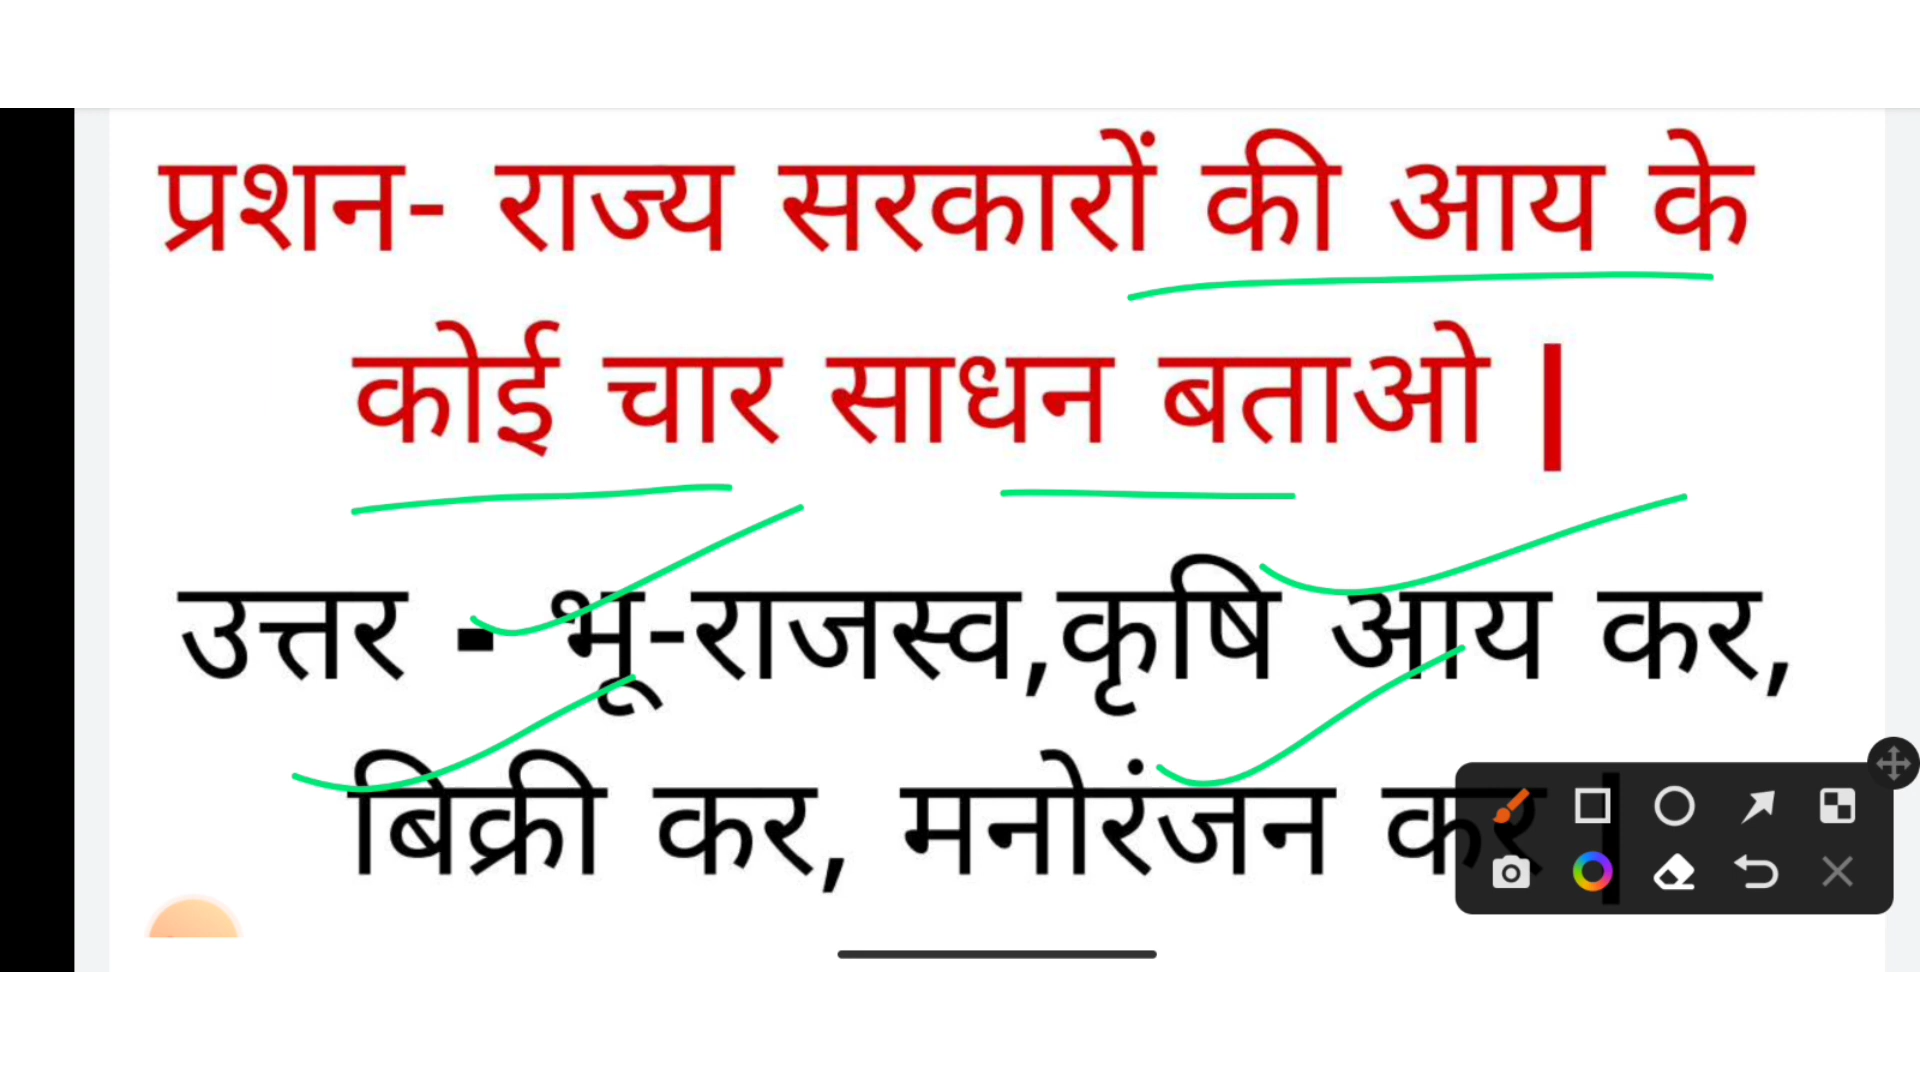 प्रशन- राज्य सरकारों की आय के
कोई चार साधन बताओ |
उत्तर - भू-राजस्व,कृषि आय कर,
बिक्री कर, मनोरंजन कर |